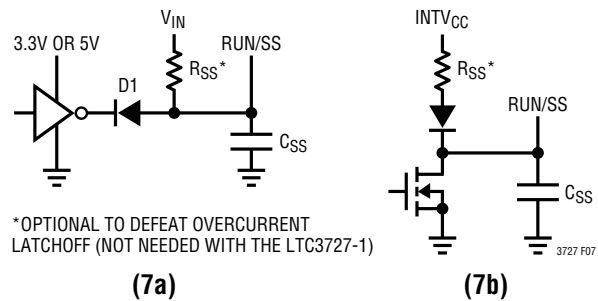 V_IN
3.3V OR 5V
D1
R_SS*
RUN/SS
C_SS
*OPTIONAL TO DEFEAT OVERCURRENT
LATCHOFF (NOT NEEDED WITH THE LTC3727-1)
(7a)
INTV_CC
R_SS*
RUN/SS
C_SS
3727 F07
(7b)